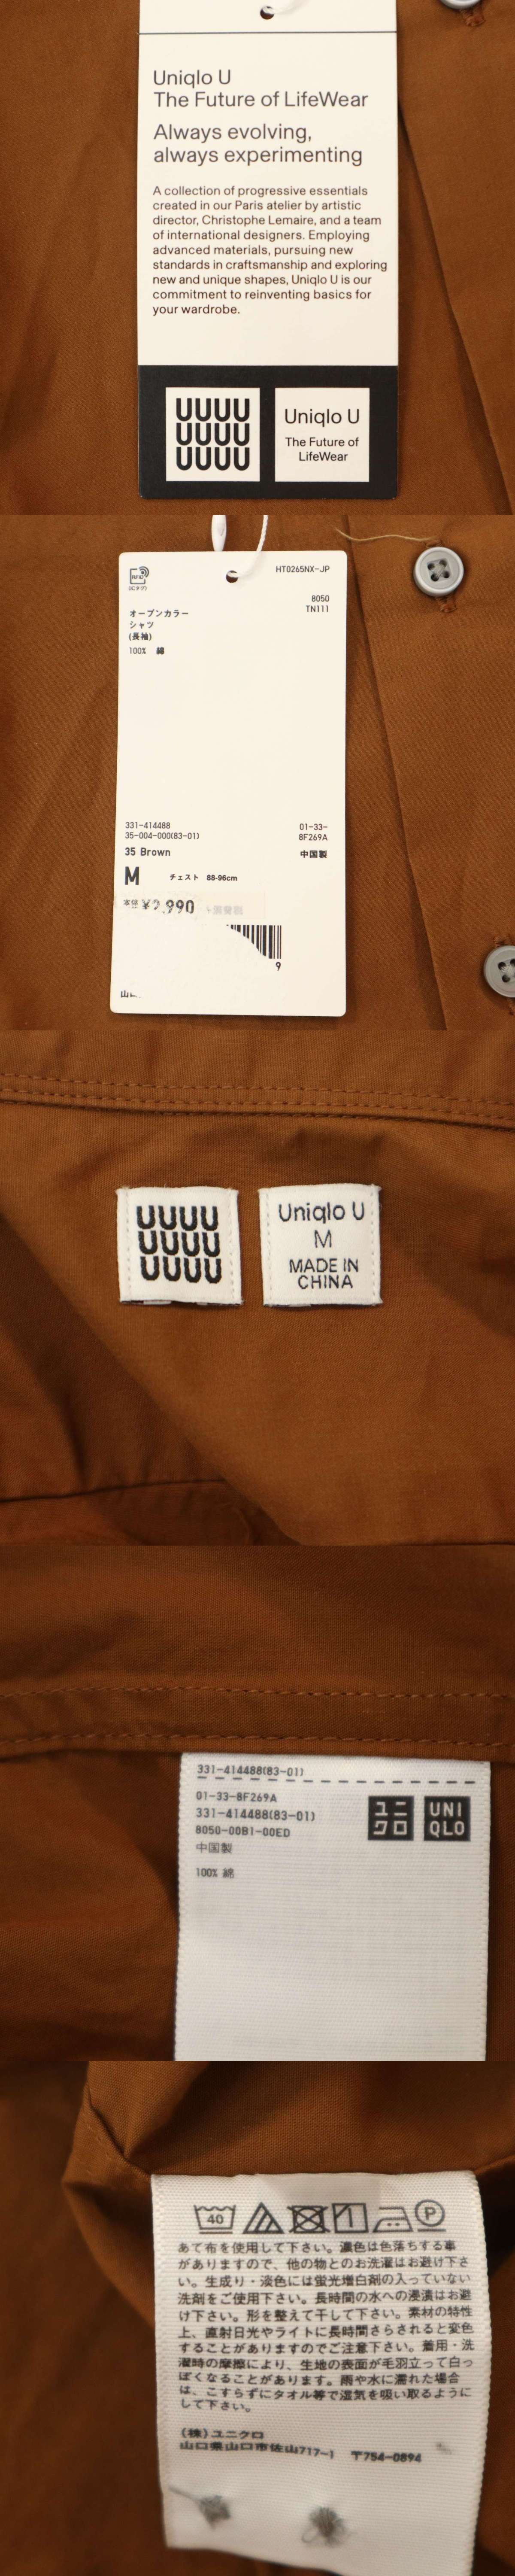 Uniqlo U
The Future of LifeWear
Always evolving,
always experimenting
A collection of progressive essentials
created in our Paris atelier by artistic
director, Christophe Lemaire, and a team
of international designers. Employing
advanced materials, pursuing new
standards in craftsmanship and exploring
new and unique shapes, Uniqlo U is our
commitment to reinventing basics for
your wardrobe.
UUUU
UUUU
UUUU
Uniqlo U
The Future of
LifeWear
RFID
(ICタグ)
HT0265NX-JP
8050
TN111
オープンカラー
シャツ
(長袖)
100% 綿
331-414488
35-004-000(83-01)
01-33-
8F269A
35 Brown
中国製
M
チェスト 88-96cm
本体
9
UUUU
UUUU
UUUU
Uniqlo U
M
MADE IN
CHINA
331-414488(83-01)
01-33-8F269A
331-414488(83-01)
8050-00B1-00ED
中国製
100% 綿
ユニ
クロ
UNI
QLO
40
P
あて布を使用して下さい。濃色は色落ちする事
がありますので、他の物とのお洗濯はお避け下さ
い。生成り・淡色には蛍光増白剤の入っていない
洗剤をご使用下さい。長時間の水への浸漬はお避
け下さい。形を整えて干して下さい。素材の特性
上、直射日光やライトに長時間さらされると変色
することがありますのでご注意下さい。着用・洗
濯時の摩擦により、生地の表面が毛羽立って白っ
ぽくなることがあります。雨や水に濡れた場合
は、こすらずにタオル等で湿気を吸い取るように
して下さい。
(株)ユニクロ
山口県山口市佐山717-1 〒754-0894